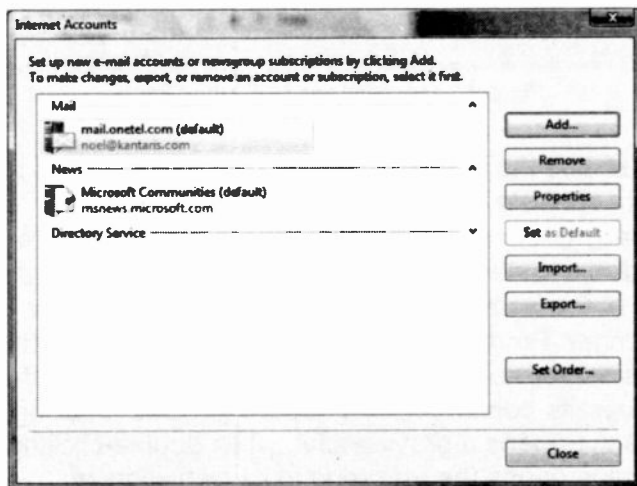 Internet Accounts
Set up new e-mail accounts or newsgroup subscriptions by clicking Add.
To make changes, export, or remove an account or subscription, select it first.
Mail
mail.onetel.com (default)
noel@kantaris.com
News
Microsoft Communities (default)
msnews.microsoft.com
Directory Service
Add...
Remove
Properties
Set as Default
Import...
Export...
Set Order...
Close